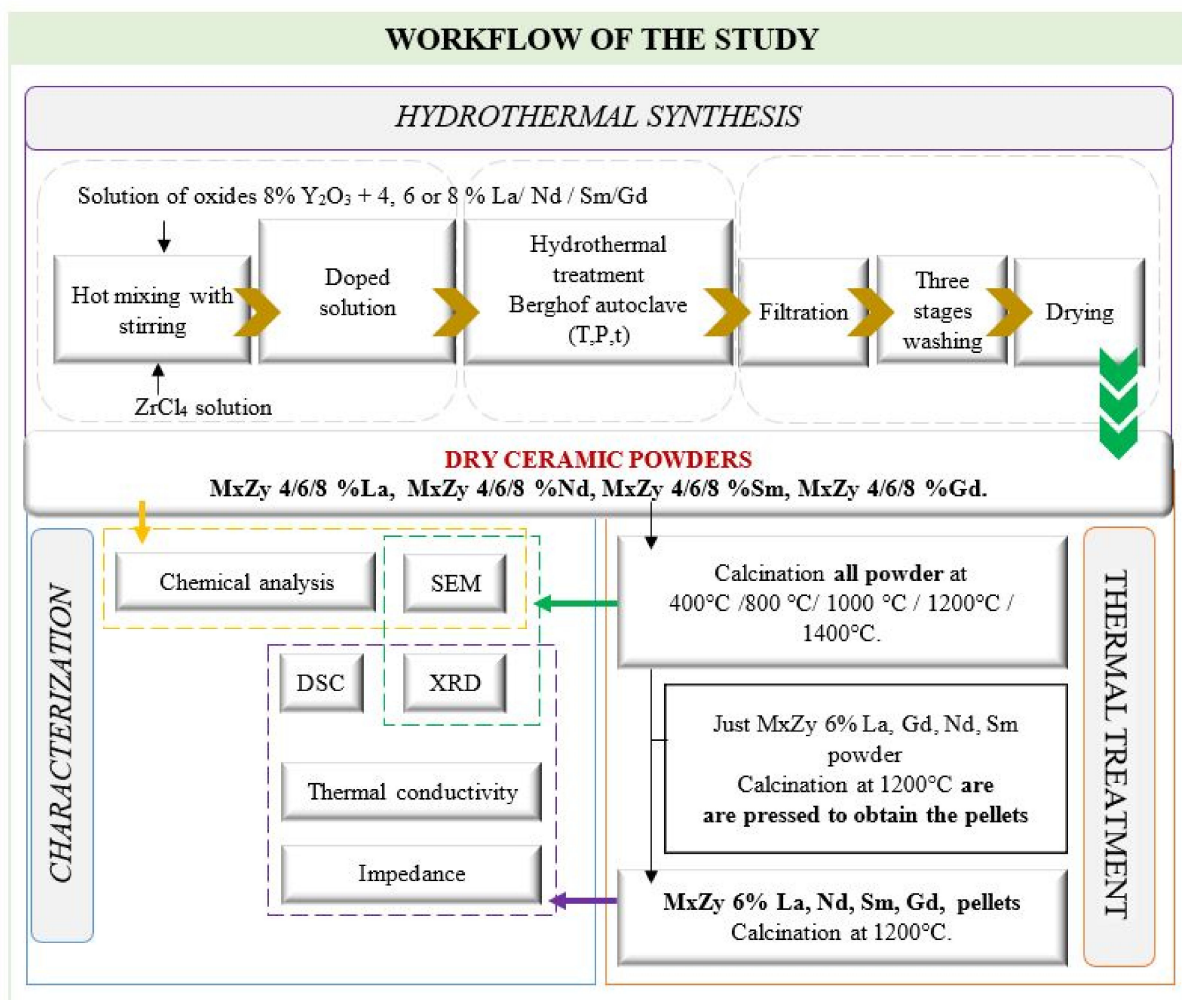 WORKFLOW OF THE STUDY
HYDROTHERMAL SYNTHESIS
Solution of oxides 8% Y₂O₃ + 4, 6 or 8 % La/ Nd / Sm/Gd
Hot mixing with
stirring
ZrCl₄ solution
Doped
solution
Hydrothermal
treatment
Berghof autoclave
(T,P,t)
Filtration
Three
stages
washing
Drying
DRY CERAMIC POWDERS
MxZy 4/6/8 %La, MxZy 4/6/8 %Nd, MxZy 4/6/8 %Sm, MxZy 4/6/8 %Gd.
CHARACTERIZATION
Chemical analysis
SEM
DSC
XRD
Thermal conductivity
Impedance
Calcination all powder at
400°C /800 °C/ 1000 °C / 1200°C /
1400°C.
Just MxZy 6% La, Gd, Nd, Sm
powder
Calcination at 1200°C are
are pressed to obtain the pellets
MxZy 6% La, Nd, Sm, Gd, pellets
Calcination at 1200°C.
THERMAL TREATMENT